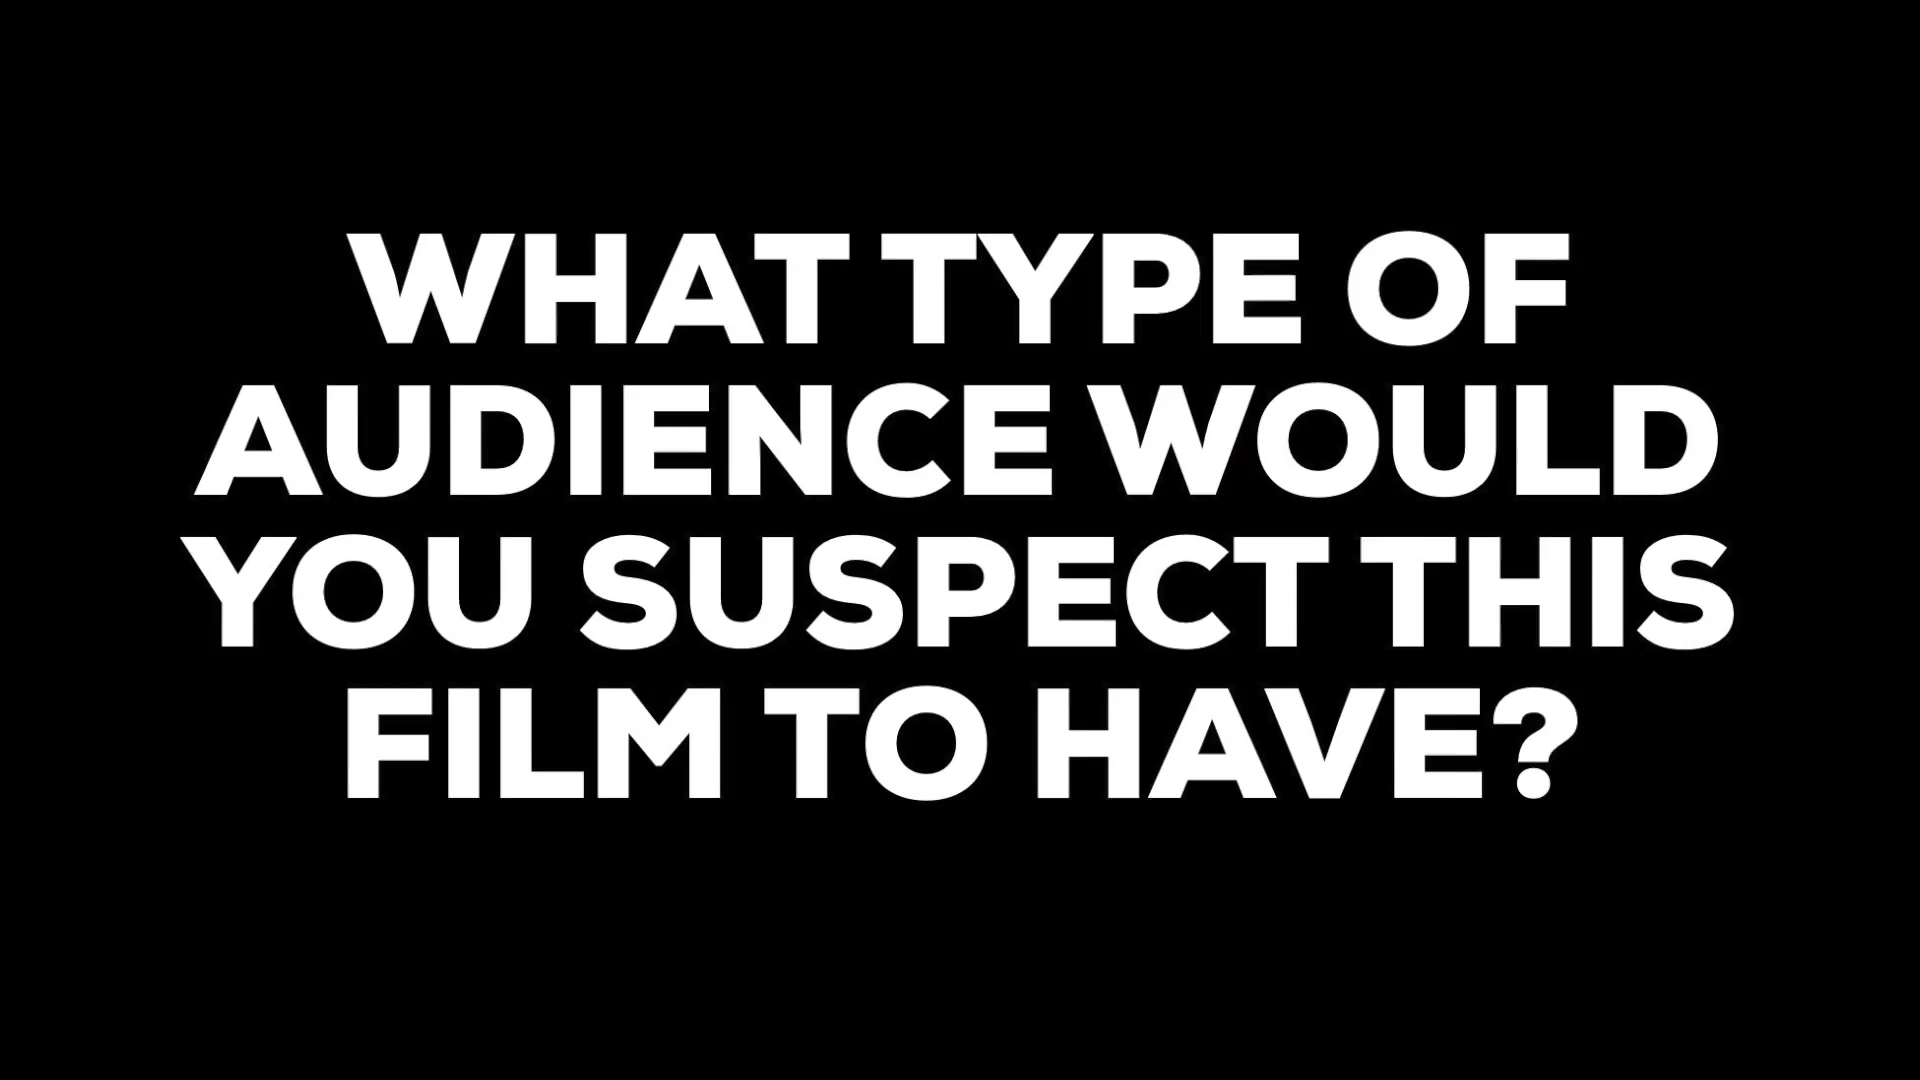 WHAT TYPE OF
AUDIENCE WOULD
YOU SUSPECT THIS
FILM TO HAVE?